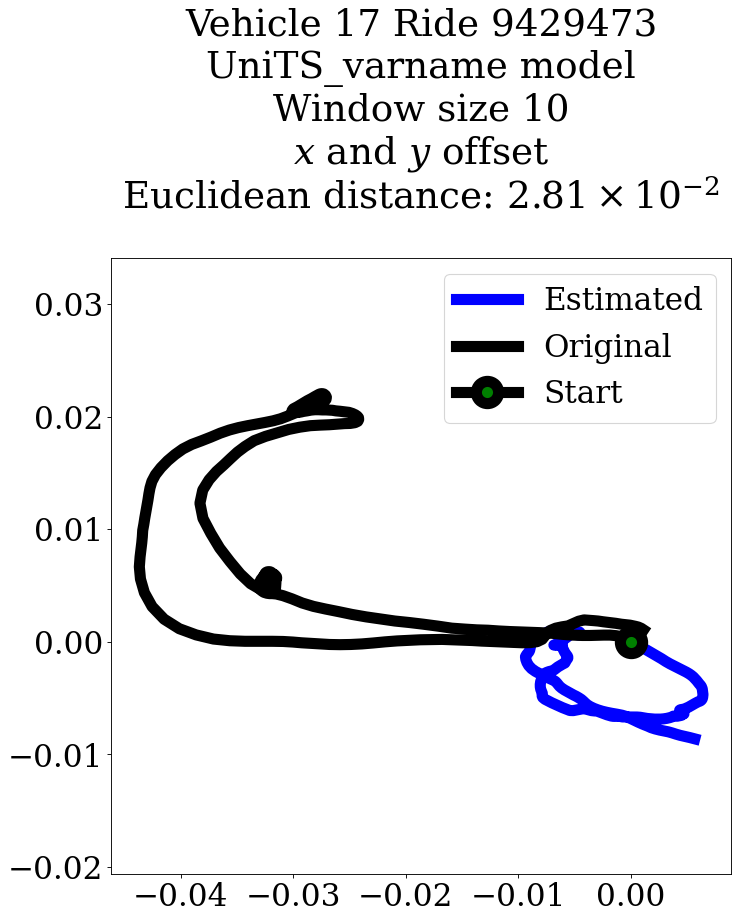 Vehicle 17 Ride 9429473
UniTS_varname model
Window size 10
x and y offset
Euclidean distance: 2.81 × 10⁻²
Estimated
Original
Start
0.03
0.02
0.01
0.00
−0.01
−0.02
−0.04 −0.03 −0.02 −0.01 0.00